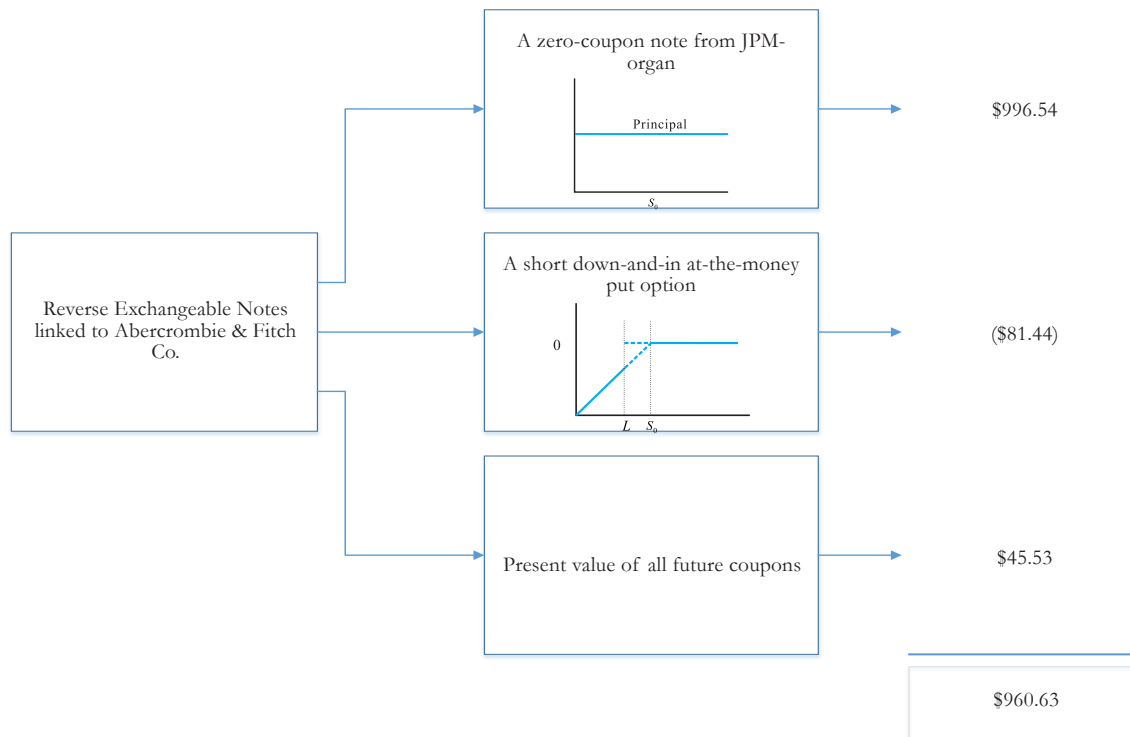 A zero-coupon note from JPM-
organ
Principal
S₀
$996.54
Reverse Exchangeable Notes
linked to Abercrombie & Fitch
Co.
A short down-and-in at-the-money
put option
0
L S₀
($81.44)
Present value of all future coupons
$45.53
$960.63